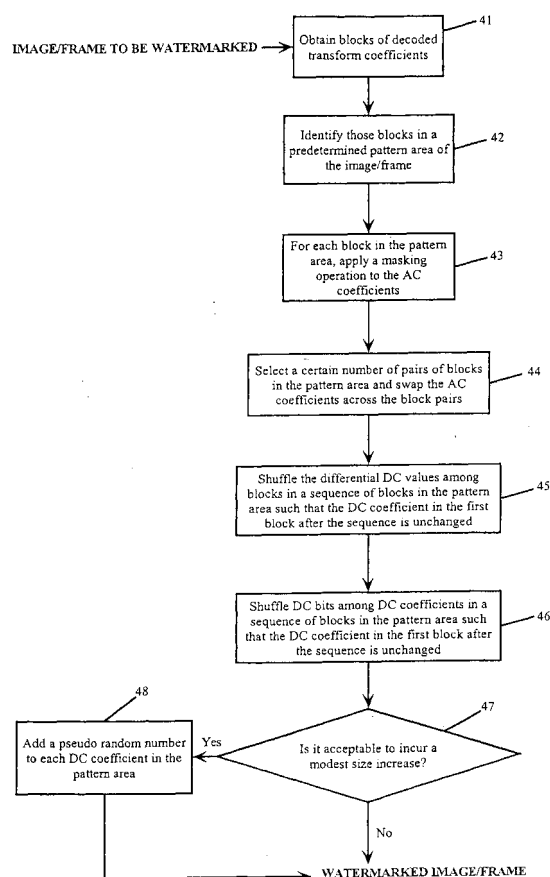 41
IMAGE/FRAME TO BE WATERMARKED
Obtain blocks of decoded
transform coefficients
42
Identify those blocks in a
predetermined pattern area of
the image/frame
43
For each block in the pattern
area, apply a masking
operation to the AC
coefficients
44
Select a certain number of pairs of blocks
in the pattern area and swap the AC
coefficients across the block pairs
45
Shuffle the differential DC values among
blocks in a sequence of blocks in the pattern
area such that the DC coefficient in the first
block after the sequence is unchanged
46
Shuffle DC bits among DC coefficients in a
sequence of blocks in the pattern area such
that the DC coefficient in the first block after
the sequence is unchanged
47
Is it acceptable to incur a
modest size increase?
Yes
48
Add a pseudo random number
to each DC coefficient in the
pattern area
No
WATERMARKED IMAGE/FRAME